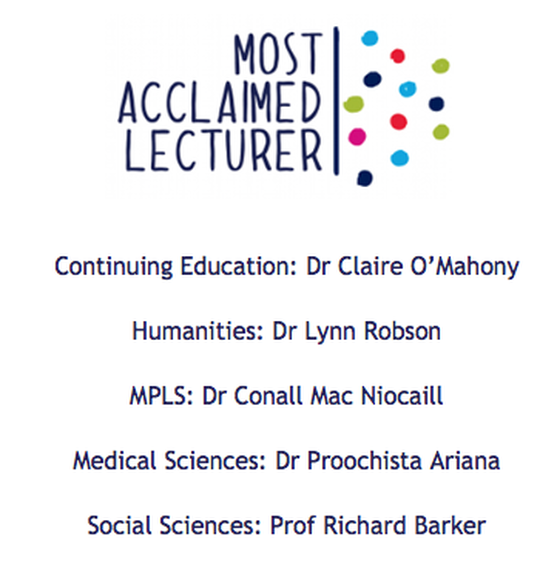 MOST
ACCLAIMED
LECTURER
Continuing Education: Dr Claire O’Mahony
Humanities: Dr Lynn Robson
MPLS: Dr Conall Mac Niocaill
Medical Sciences: Dr Proochista Ariana
Social Sciences: Prof Richard Barker